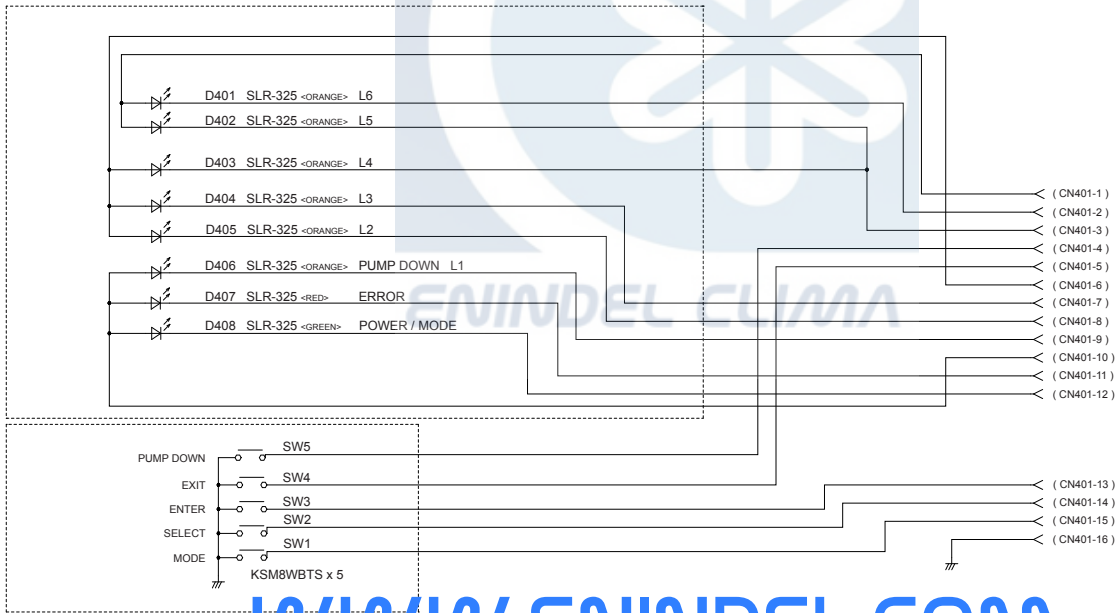 D401 SLR-325 <ORANGE> L6
D402 SLR-325 <ORANGE> L5
D403 SLR-325 <ORANGE> L4
D404 SLR-325 <ORANGE> L3
D405 SLR-325 <ORANGE> L2
D406 SLR-325 <ORANGE> PUMP DOWN L1
D407 SLR-325 <RED> ERROR
D408 SLR-325 <GREEN> POWER / MODE
( CN401-1 )
( CN401-2 )
( CN401-3 )
( CN401-4 )
( CN401-5 )
( CN401-6 )
( CN401-7 )
( CN401-8 )
( CN401-9 )
( CN401-10 )
( CN401-11 )
( CN401-12 )
ENINDEL CLIMA
PUMP DOWN SW5
EXIT SW4
ENTER SW3
SELECT SW2
MODE SW1
KSM8WBTS x 5
( CN401-13 )
( CN401-14 )
( CN401-15 )
( CN401-16 )
WWW.ENINDEL.COM